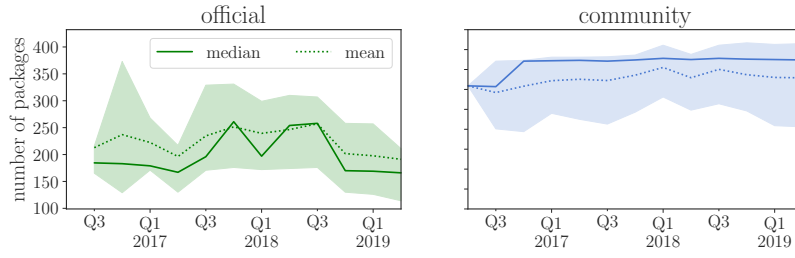 official
community
number of packages
400
350
300
250
200
150
100
median
mean
Q3
Q1
2017
Q3
Q1
2018
Q3
Q1
2019
Q3
Q1
2017
Q3
Q1
2018
Q3
Q1
2019